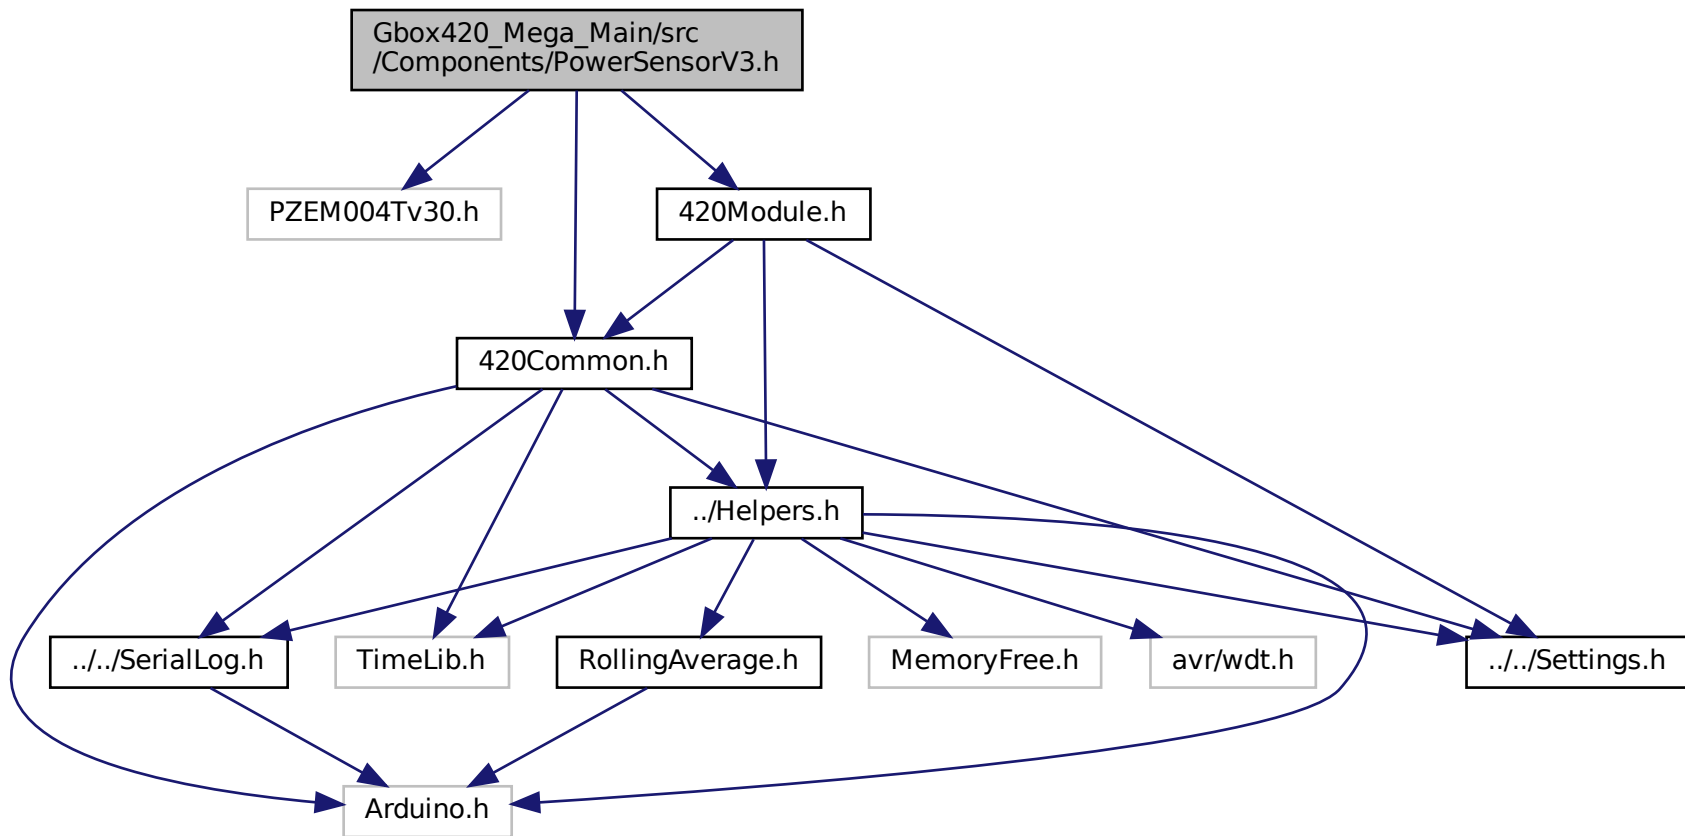 Gbox420_Mega_Main/src
/Components/PowerSensorV3.h
PZEM004Tv30.h
420Module.h
420Common.h
../Helpers.h
../../SerialLog.h
TimeLib.h
RollingAverage.h
MemoryFree.h
avr/wdt.h
../../Settings.h
Arduino.h